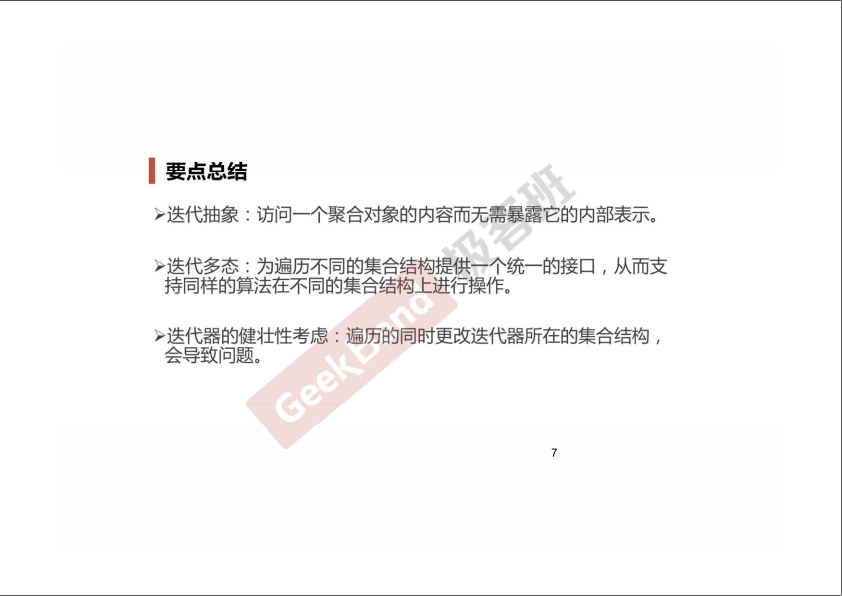 要点总结
➢迭代抽象：访问一个聚合对象的内容而无需暴露它的内部表示。
➢迭代多态：为遍历不同的集合结构提供一个统一的接口，从而支
持同样的算法在不同的集合结构上进行操作。
➢迭代器的健壮性考虑：遍历的同时更改迭代器所在的集合结构，
会导致问题。
GeekBand 极客班
7